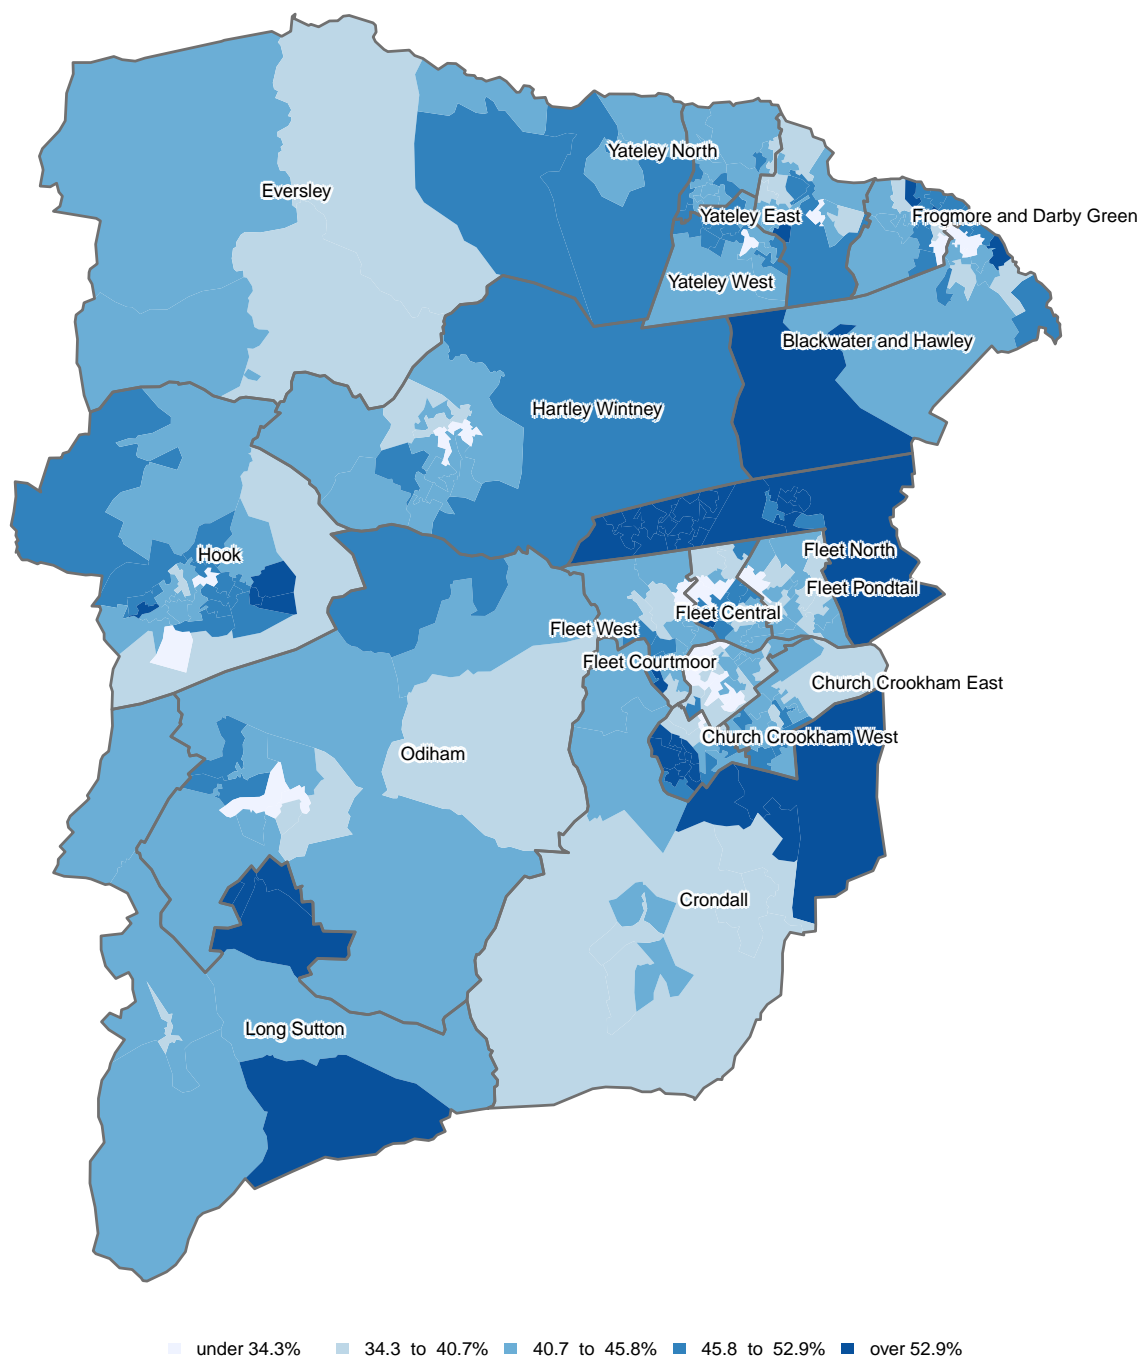 Yateley North
Eversley
Yateley East
Frogmore and Darby Green
Yateley West
Blackwater and Hawley
Hartley Wintney
Hook
Fleet North
Fleet Pondtail
Fleet Central
Fleet West
Fleet Courtmoor
Church Crookham East
Church Crookham West
Odiham
Crondall
Long Sutton
under 34.3% 34.3 to 40.7% 40.7 to 45.8% 45.8 to 52.9% over 52.9%